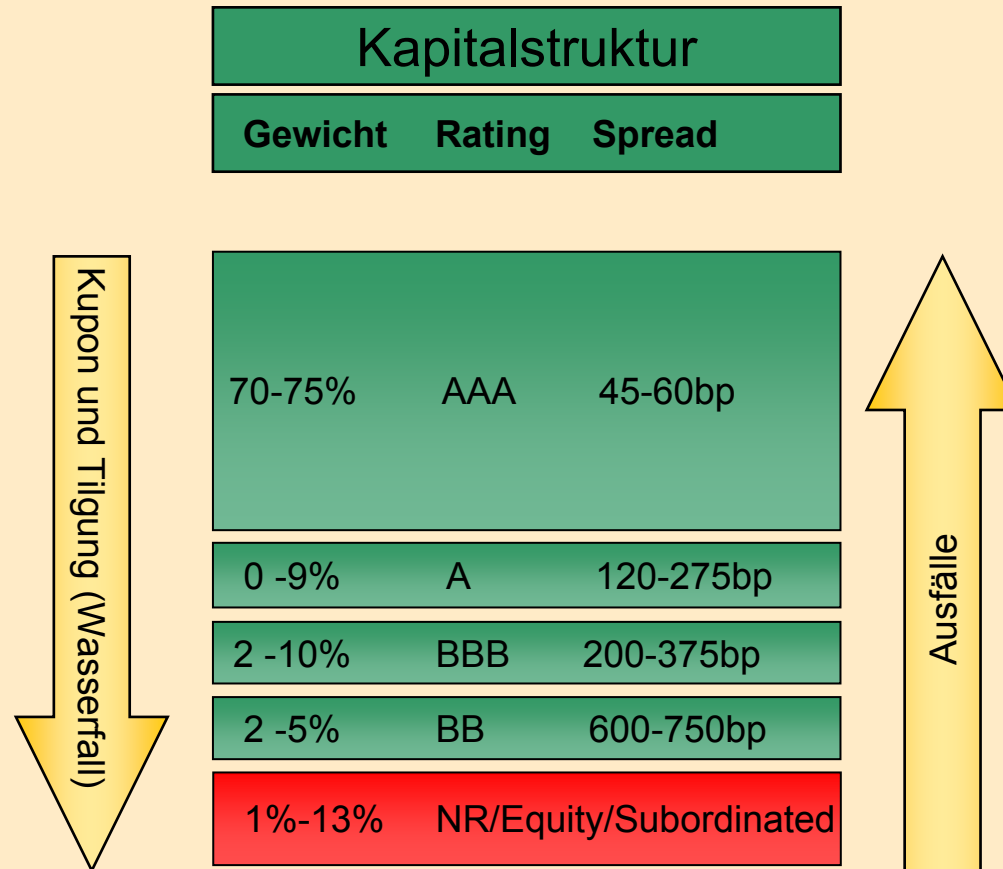 Kapitalstruktur
Gewicht Rating Spread
Kupon und Tilgung (Wasserfall)
70-75% AAA 45-60bp
0 -9% A 120-275bp
2 -10% BBB 200-375bp
2 -5% BB 600-750bp
1%-13% NR/Equity/Subordinated
Ausfälle